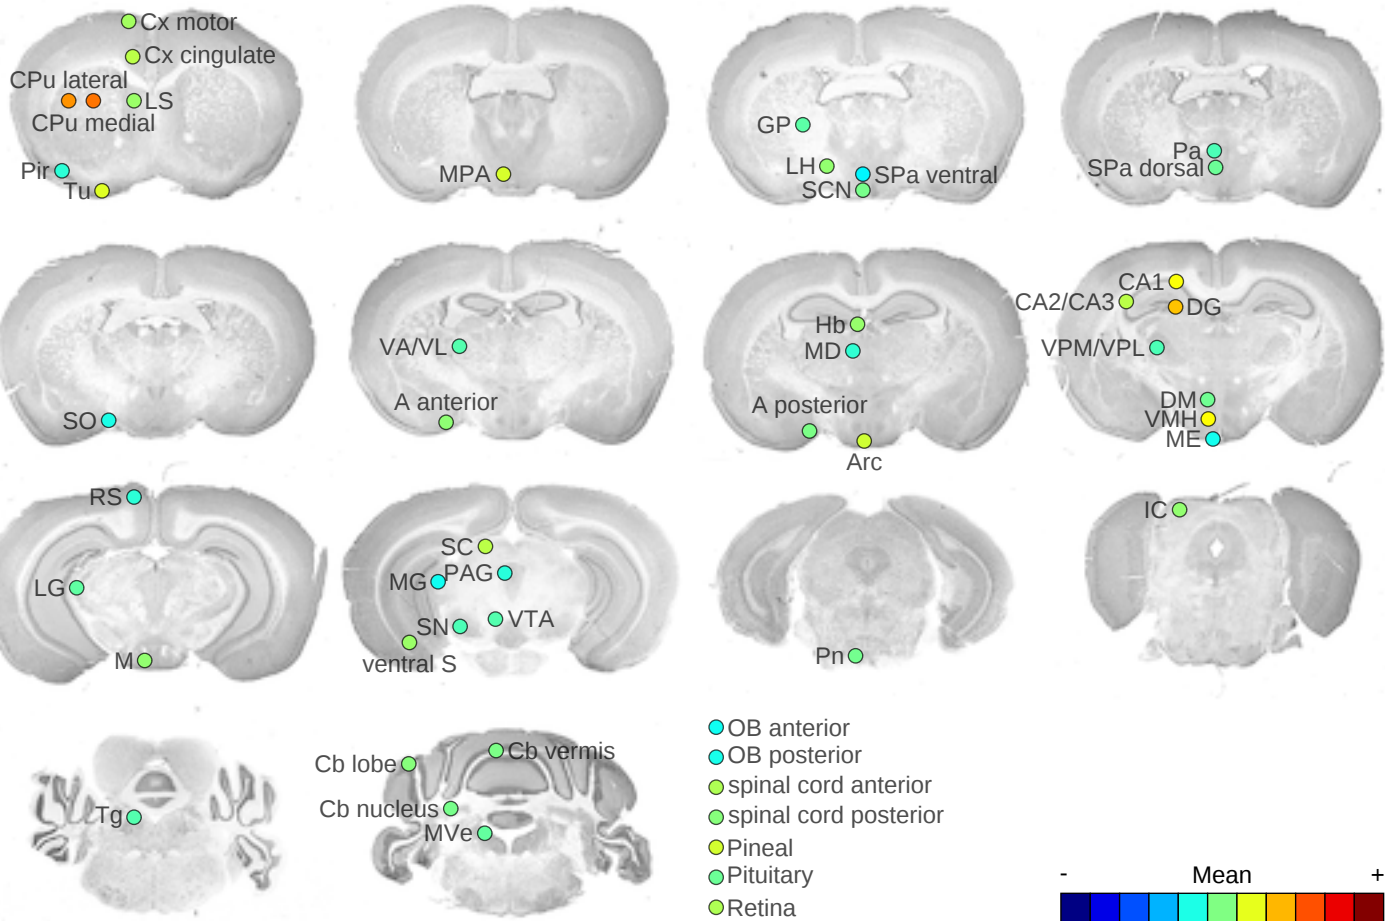 Cx motor
Cx cingulate
CPu lateral
LS
CPu medial
Pir
Tu
MPA
GP
LH
SPa ventral
SCN
Pa
SPa dorsal
SO
VA/VL
A anterior
Hb
MD
A posterior
Arc
CA1
CA2/CA3
DG
VPM/VPL
DM
VMH
ME
RS
LG
M
SC
MG
PAG
SN
VTA
ventral S
Pn
IC
Tg
Cb lobe
Cb vermis
Cb nucleus
MVe
OB anterior
OB posterior
spinal cord anterior
spinal cord posterior
Pineal
Pituitary
Retina
- Mean +